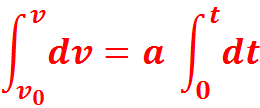 ∫_{v₀}^{v} dv = a ∫_{0}^{t} dt